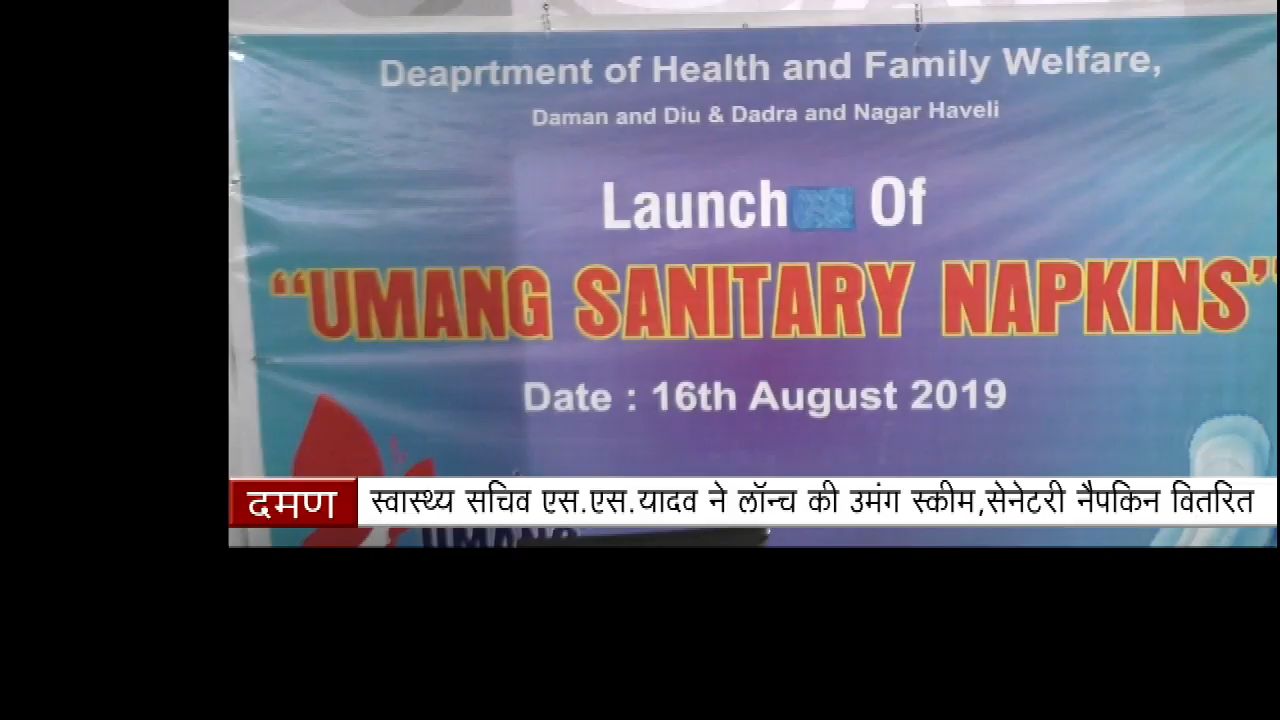 Deaprtment of Health and Family Welfare,
Daman and Diu & Dadra and Nagar Haveli
Launch Of
“UMANG SANITARY NAPKINS”
Date : 16th August 2019
दमण
स्वास्थ्य सचिव एस.एस.यादव ने लॉन्च की उमंग स्कीम,सेनेटरी नैपकिन वितरित
UMANG